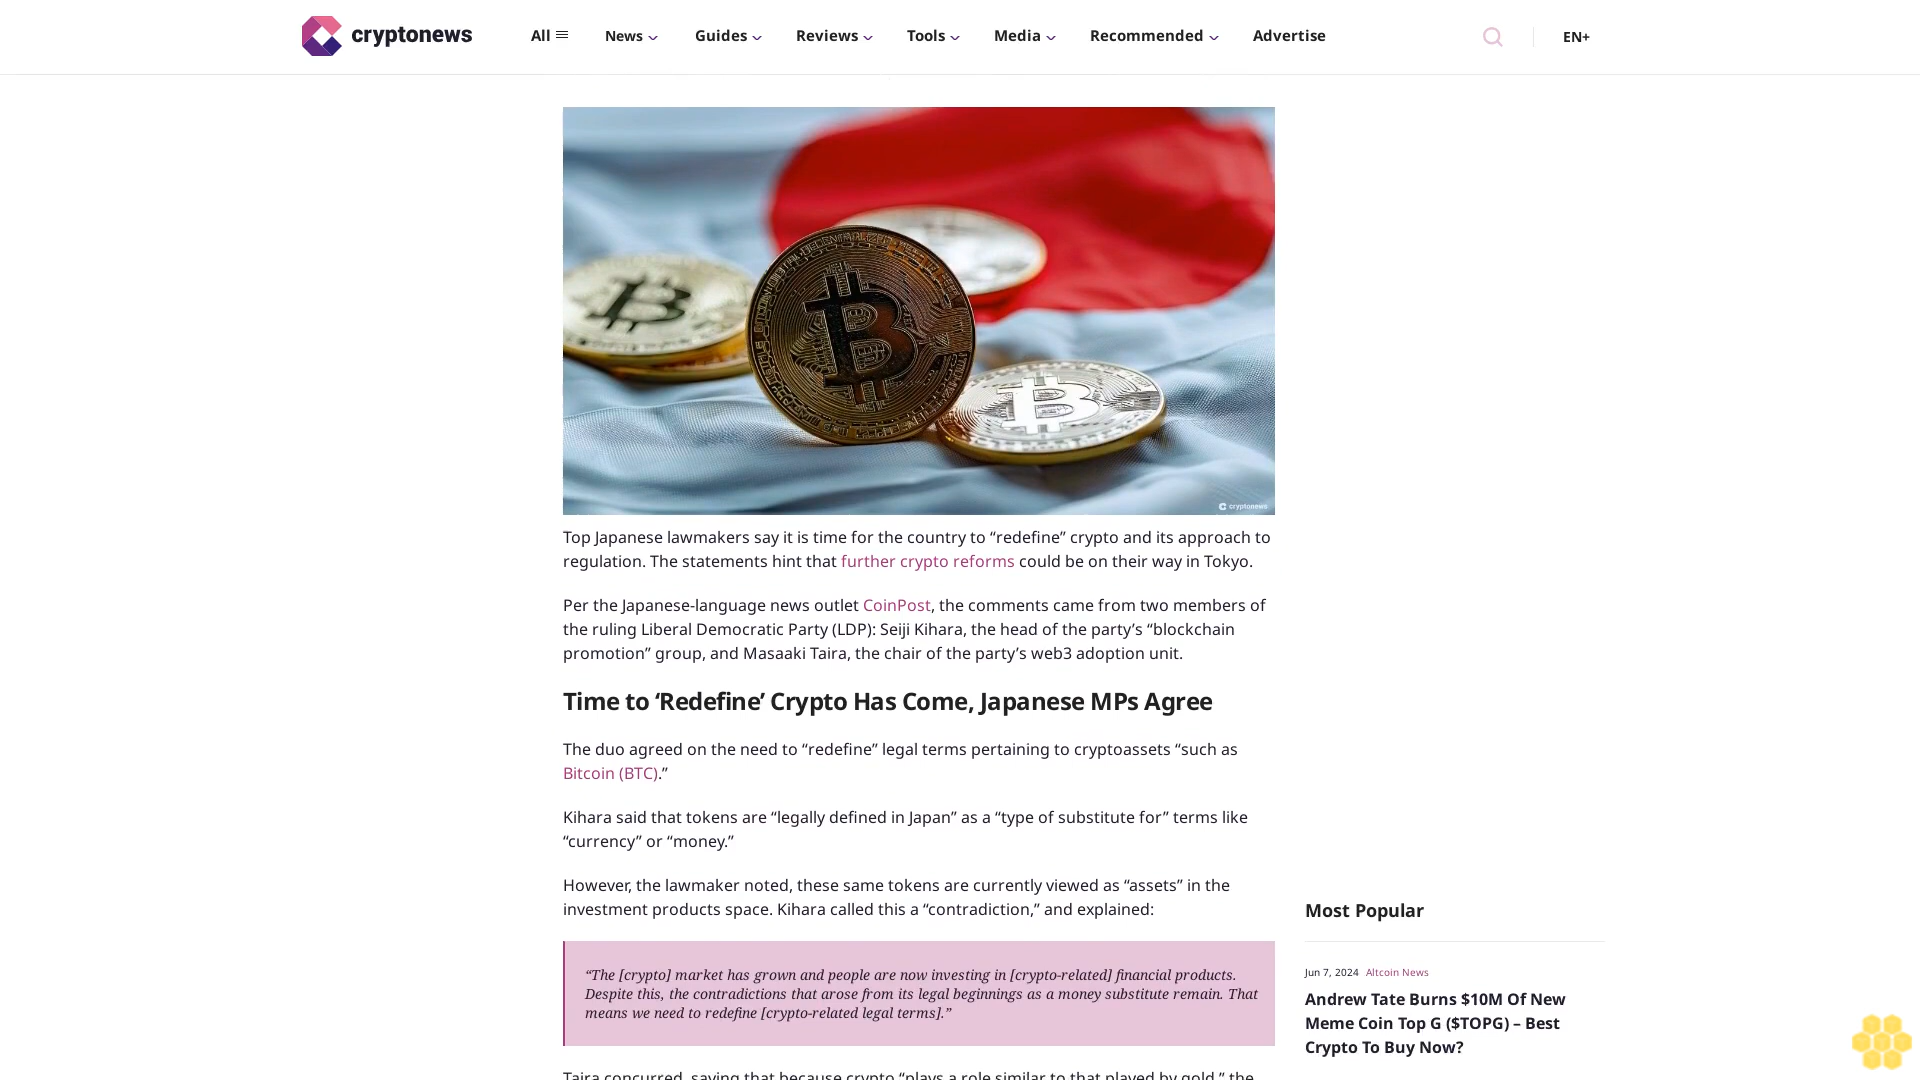 cryptonews
All
News
Guides
Reviews
Tools
Media
Recommended
Advertise
EN+
cryptonews
Top Japanese lawmakers say it is time for the country to “redefine” crypto and its approach to
regulation. The statements hint that further crypto reforms could be on their way in Tokyo.
Per the Japanese-language news outlet CoinPost, the comments came from two members of
the ruling Liberal Democratic Party (LDP): Seiji Kihara, the head of the party’s “blockchain
promotion” group, and Masaaki Taira, the chair of the party’s web3 adoption unit.
Time to ‘Redefine’ Crypto Has Come, Japanese MPs Agree
The duo agreed on the need to “redefine” legal terms pertaining to cryptoassets “such as
Bitcoin (BTC).”
Kihara said that tokens are “legally defined in Japan” as a “type of substitute for” terms like
“currency” or “money.”
However, the lawmaker noted, these same tokens are currently viewed as “assets” in the
investment products space. Kihara called this a “contradiction,” and explained:
“The [crypto] market has grown and people are now investing in [crypto-related] financial products.
Despite this, the contradictions that arose from its legal beginnings as a money substitute remain. That
means we need to redefine [crypto-related legal terms].”
Taira concurred, saying that because crypto “plays a role similar to that played by gold,” the
Most Popular
Jun 7, 2024 Altcoin News
Andrew Tate Burns $10M Of New
Meme Coin Top G ($TOPG) – Best
Crypto To Buy Now?